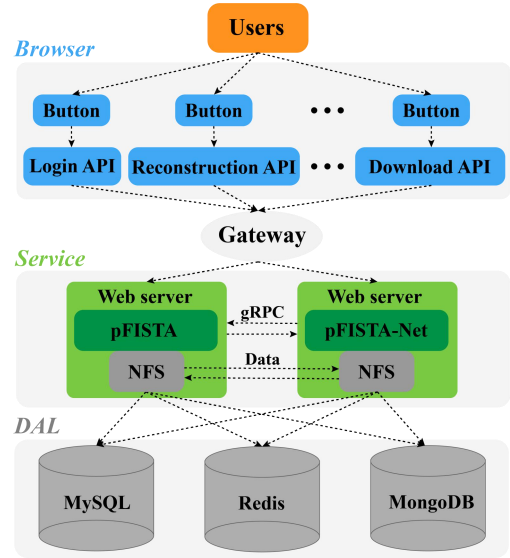 Users
Browser
Button
Button
Button
Login API
Reconstruction API
Download API
Gateway
Service
Web server
Web server
pFISTA
gRPC
pFISTA-Net
NFS
Data
NFS
DAL
MySQL
Redis
MongoDB